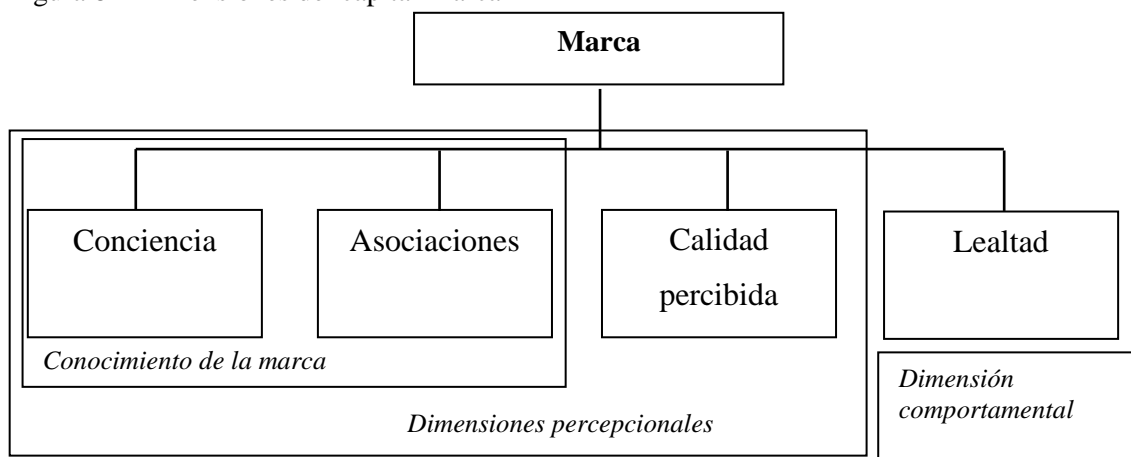 Marca
Conciencia
Asociaciones
Calidad
percibida
Lealtad
Conocimiento de la marca
Dimensión
comportamental
Dimensiones percepcionales